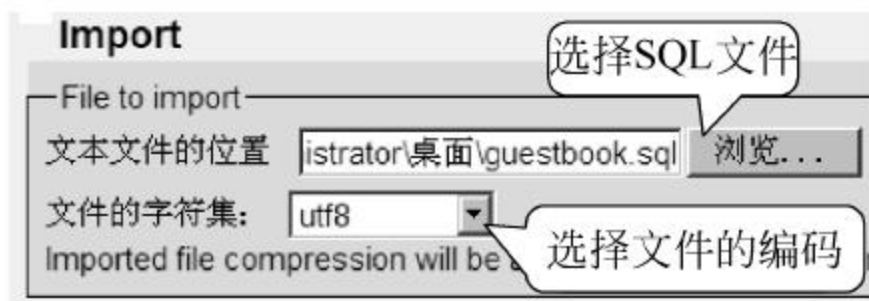 Import
选择SQL文件
File to import
文本文件的位置 istrator\桌面\guestbook.sql 浏览...
文件的字符集: utf8
选择文件的编码
Imported file compression will be